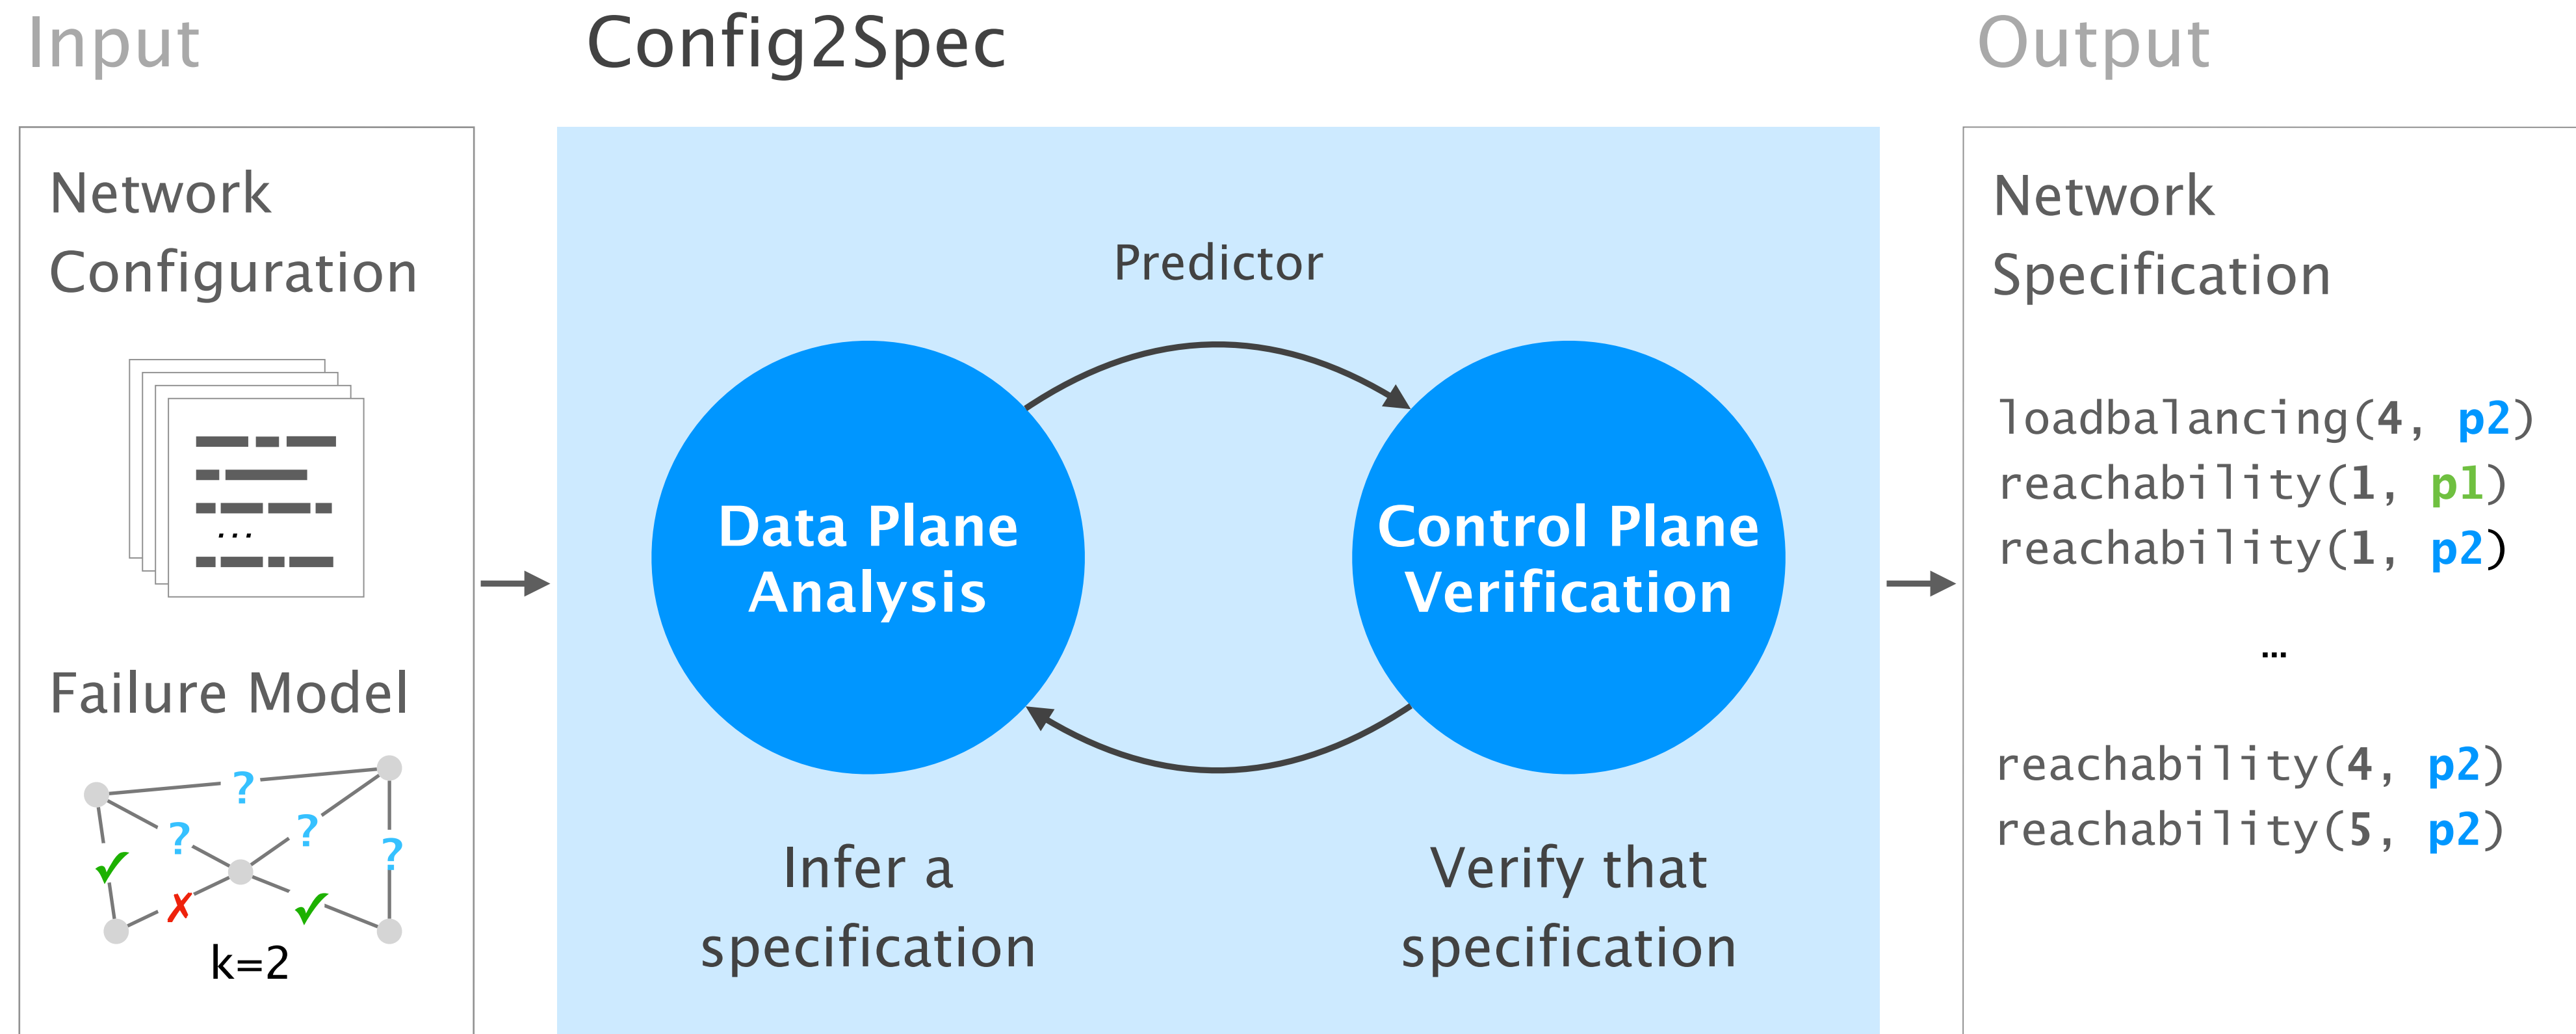 Input
Config2Spec
Output
Network
Configuration
...
Failure Model
?
?
?
?
✓
✗
✓
k=2
Predictor
Data Plane
Analysis
Control Plane
Verification
Infer a
specification
Verify that
specification
Network
Specification
loadbalancing(4, p2)
reachability(1, p1)
reachability(1, p2)
...
reachability(4, p2)
reachability(5, p2)